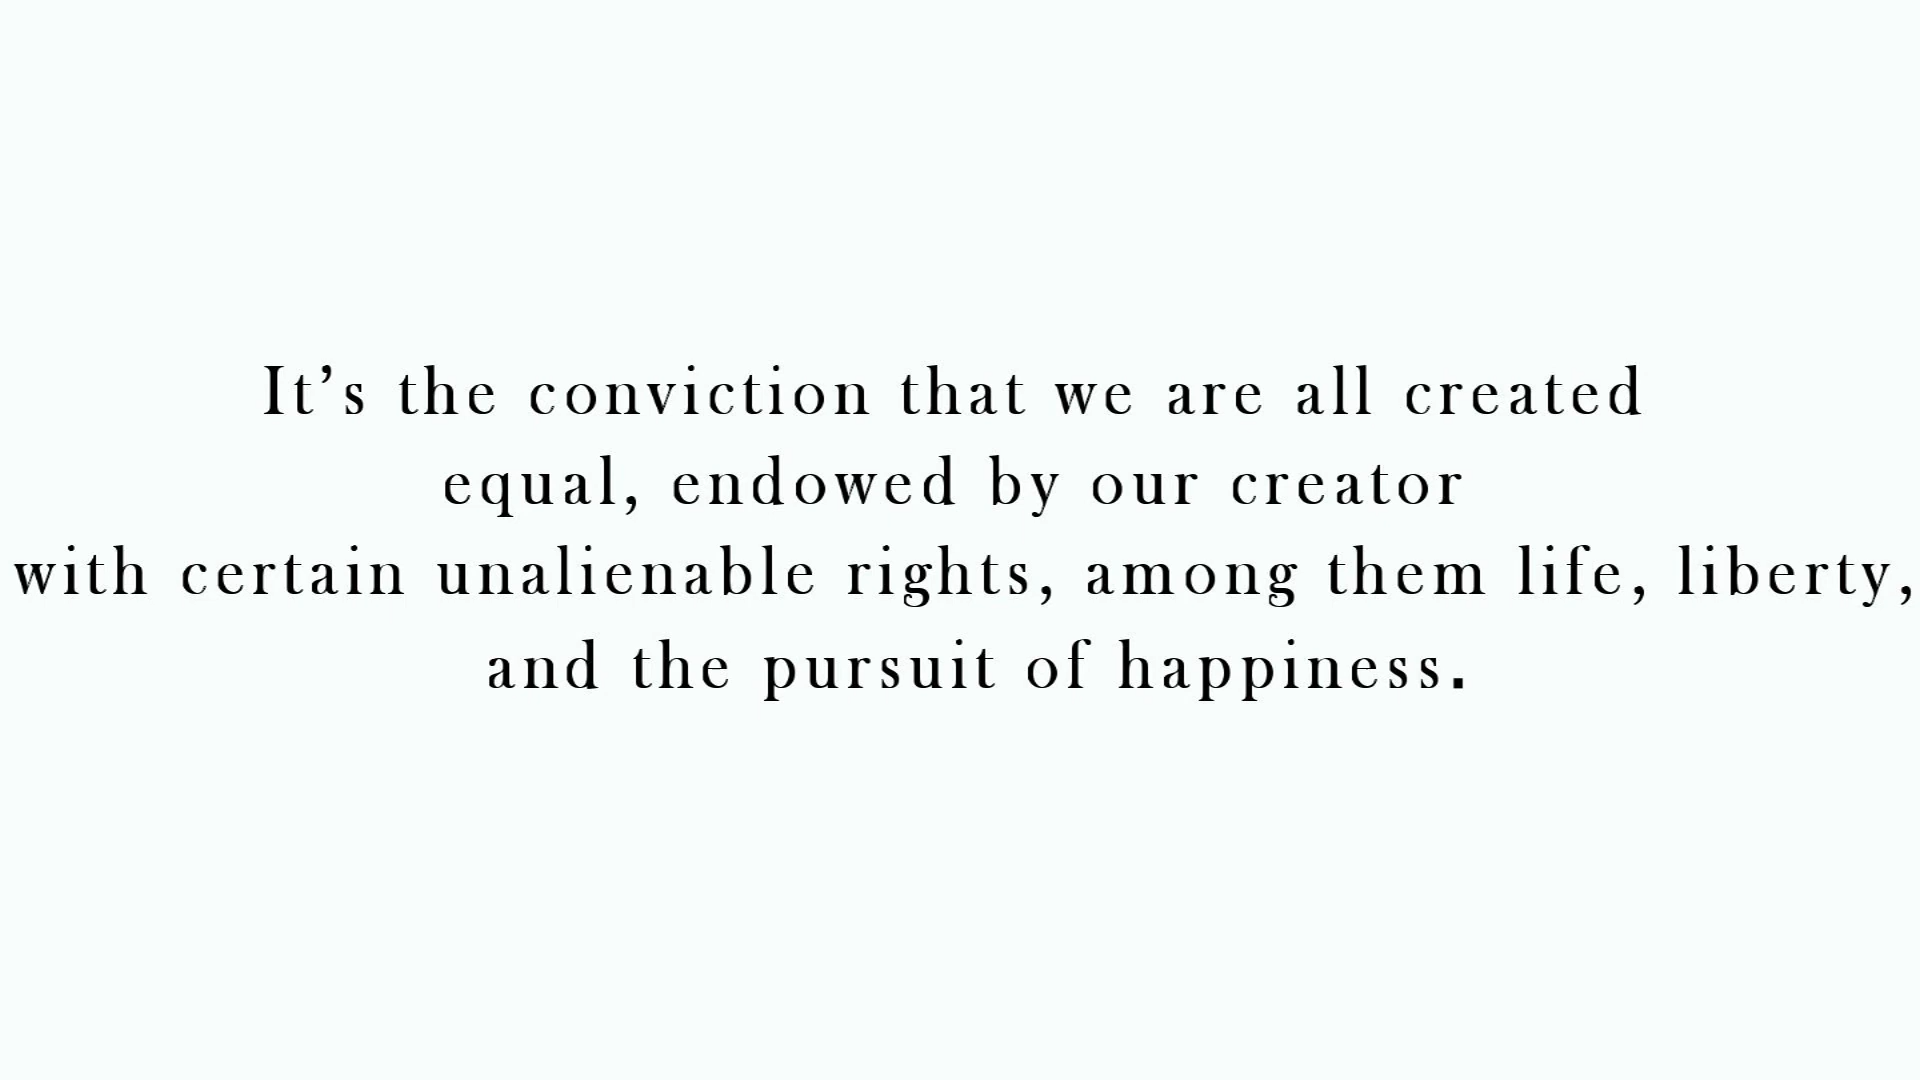 It’s the conviction that we are all created
equal, endowed by our creator
with certain unalienable rights, among them life, liberty,
and the pursuit of happiness.